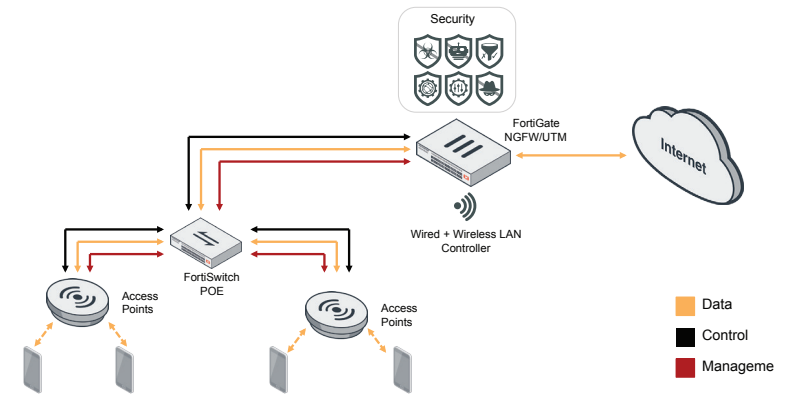 Security
FortiGate
NGFW/UTM
Internet
Wired + Wireless LAN
Controller
FortiSwitch
POE
Access
Points
Access
Points
Data
Control
Manageme